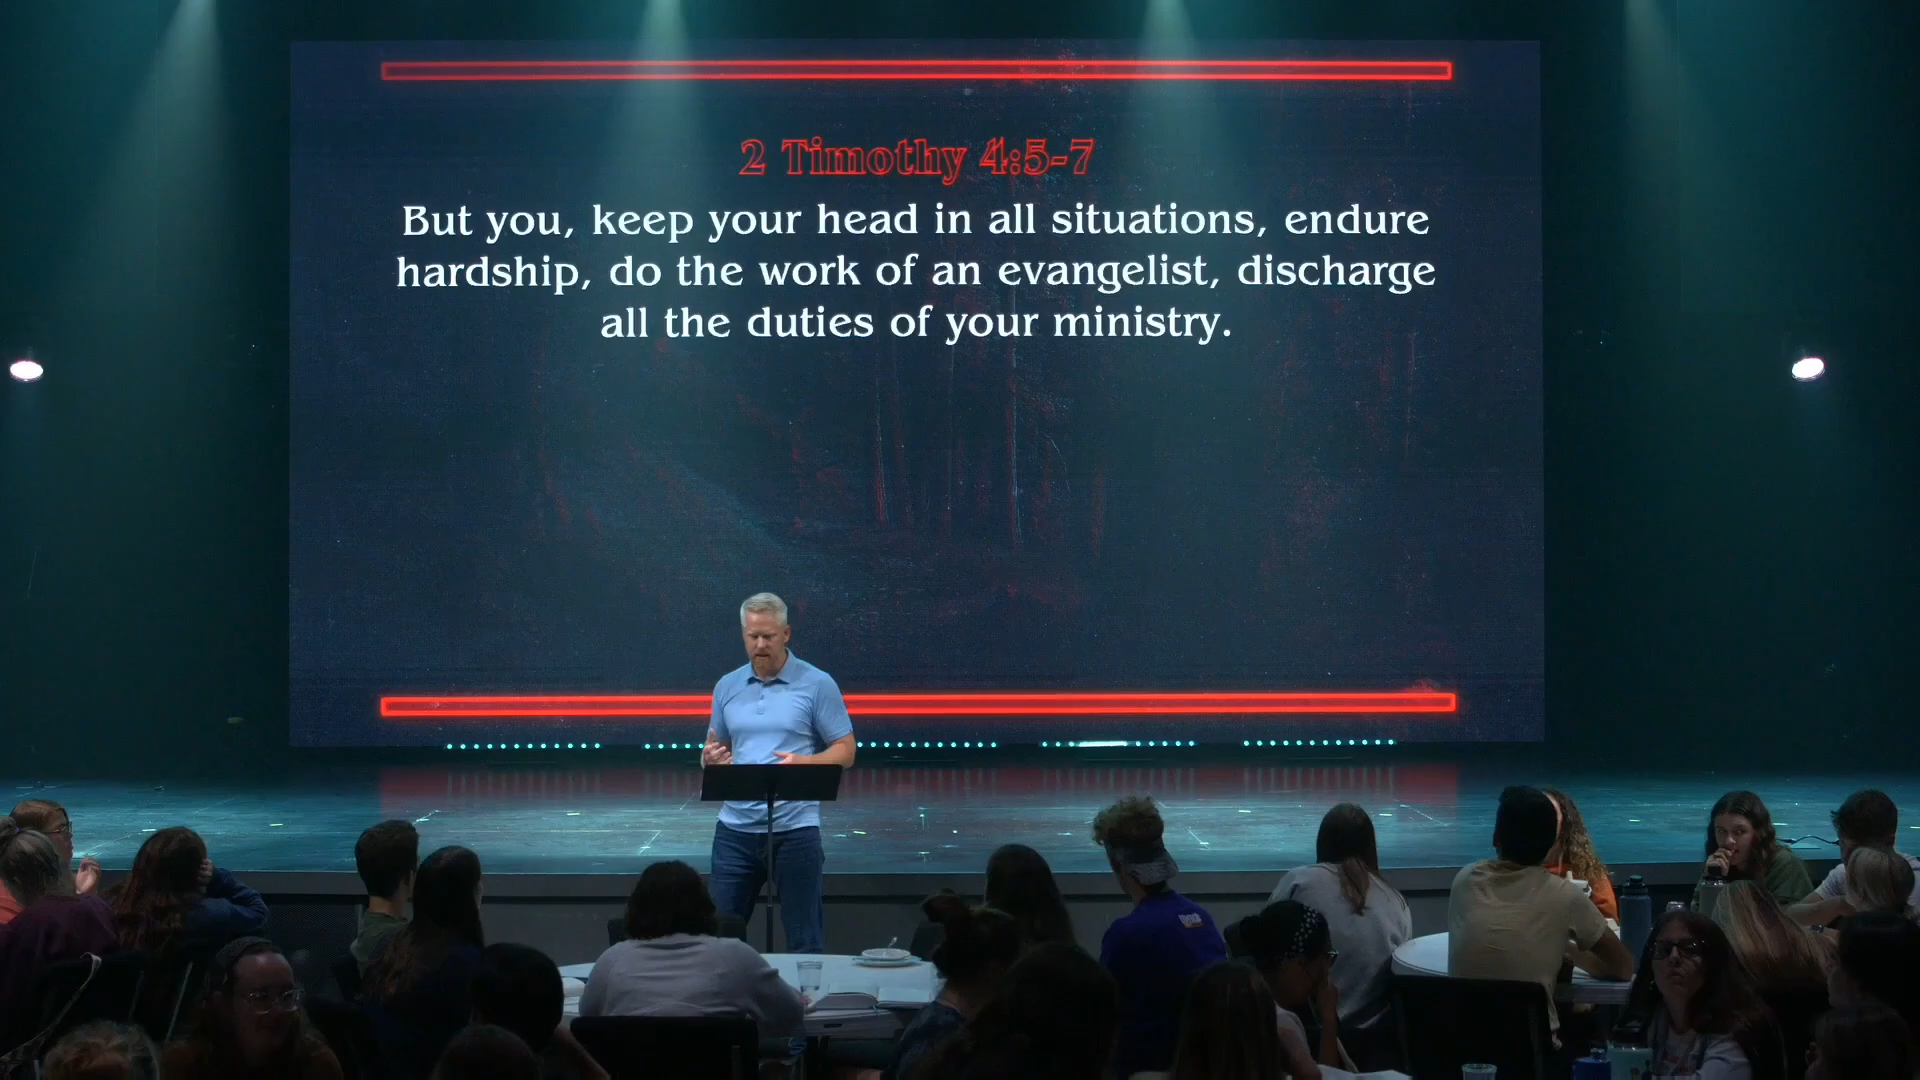 2 Timothy 4:5-7
But you, keep your head in all situations, endure
hardship, do the work of an evangelist, discharge
all the duties of your ministry.